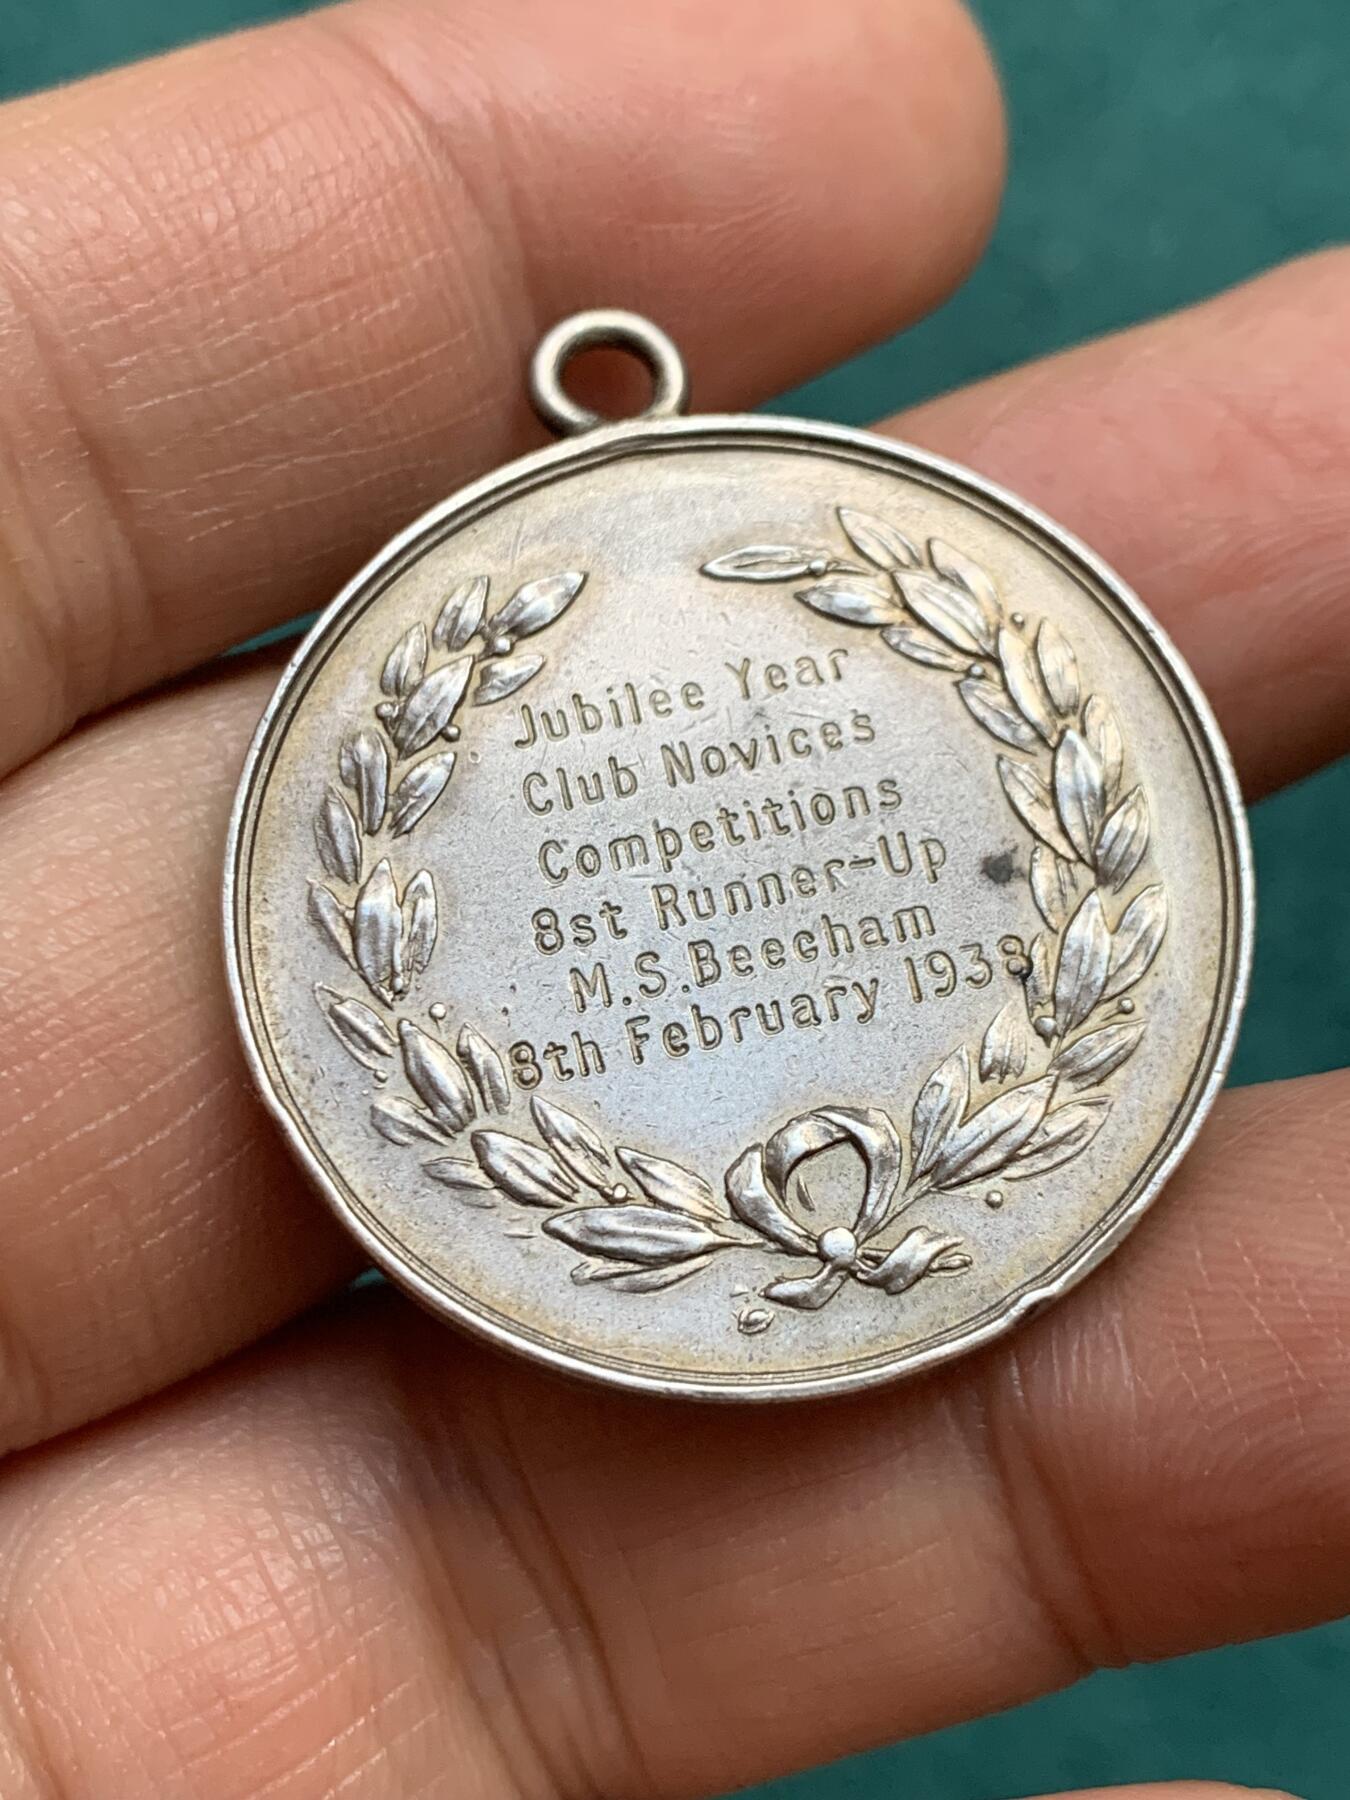 Jubilee Year
Club Novices
Competitions
8st Runner-Up
M.S.Beecham
8th February 1938